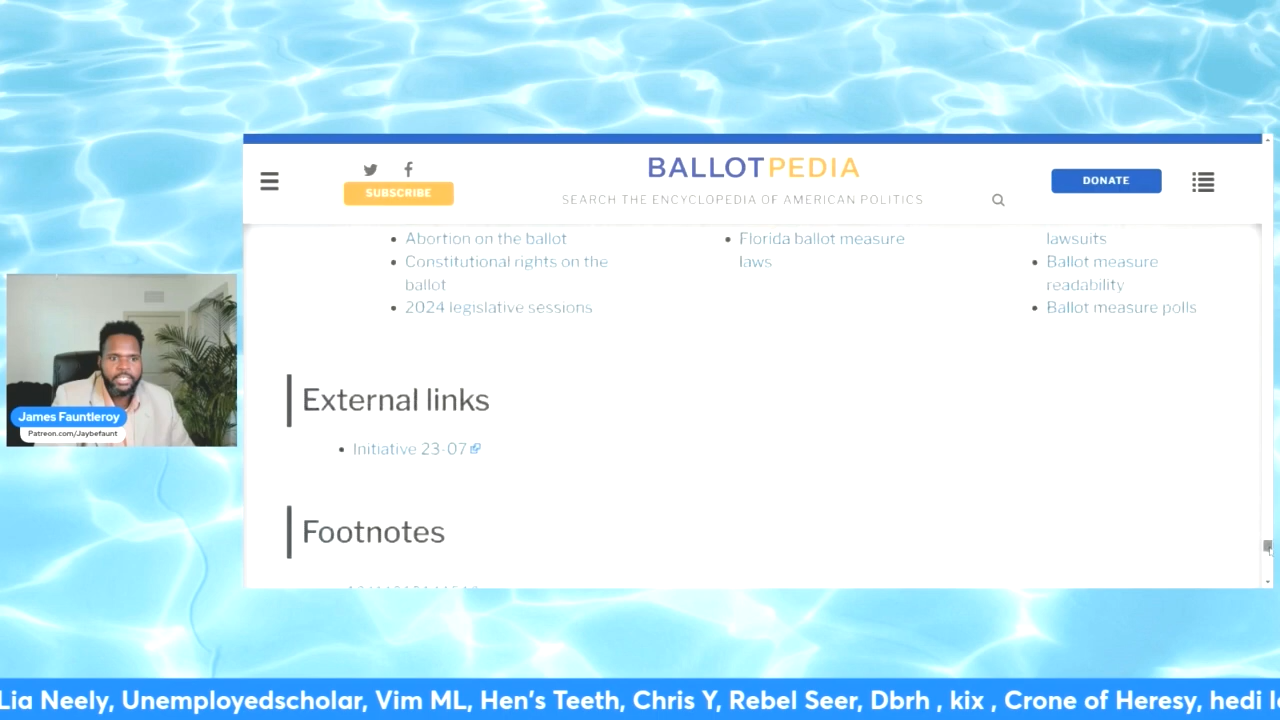 BALLOTPEDIA
SUBSCRIBE
SEARCH THE ENCYCLOPEDIA OF AMERICAN POLITICS
DONATE
Abortion on the ballot
Constitutional rights on the
ballot
2024 legislative sessions
Florida ballot measure
laws
lawsuits
Ballot measure
readability
Ballot measure polls
External links
Initiative 23-07
Footnotes
James Fauntleroy
Patreon.com/Jaybefaunt
Lia Neely, Unemployedscholar, Vim ML, Hen's Teeth, Chris Y, Rebel Seer, Dbrh , kix , Crone of Heresy, hedi